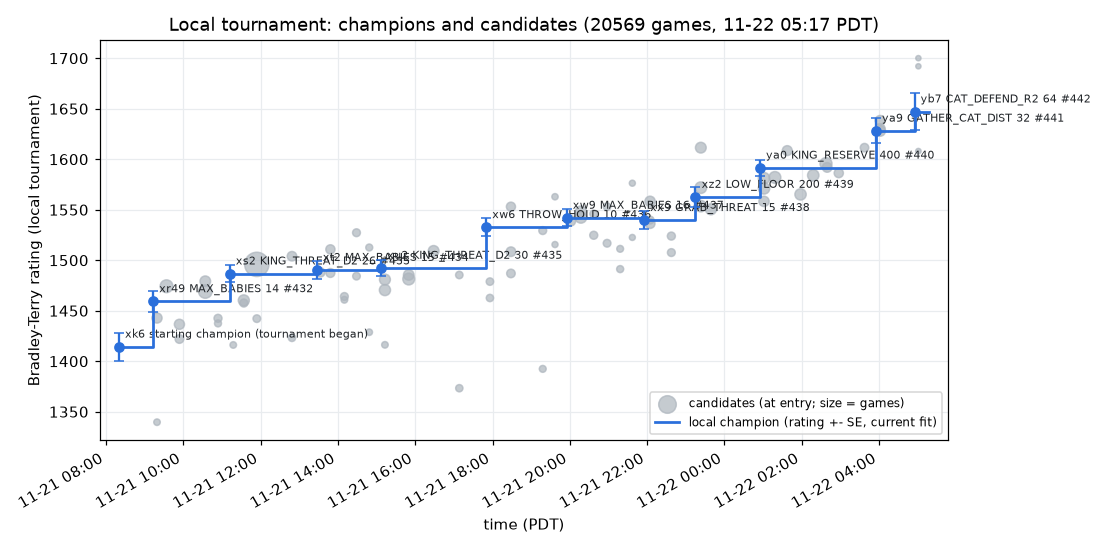 Local tournament: champions and candidates (20569 games, 11-22 05:17 PDT)
Bradley-Terry rating (local tournament)
1700
1650
1600
1550
1500
1450
1400
1350
yb7 CAT_DEFEND_R2 64 #442
ya9 GATHER_CAT_DIST 32 #441
ya0 KING_RESERVE 400 #440
xz2 LOW_FLOOR 200 #439
THREAT 15 #438
xw9 MAX_BABIES 16 #437
xw6 THROW_HOLD 10 #436
KING_THREAT_D2 30 #435
xs2 KING_THREAT_D2 26
xr49 MAX_BABIES 14 #432
xk6 starting champion (tournament began)
candidates (at entry; size = games)
local champion (rating +- SE, current fit)
11-21 08:00
11-21 10:00
11-21 12:00
11-21 14:00
11-21 16:00
11-21 18:00
11-21 20:00
11-21 22:00
11-22 00:00
11-22 02:00
11-22 04:00
time (PDT)